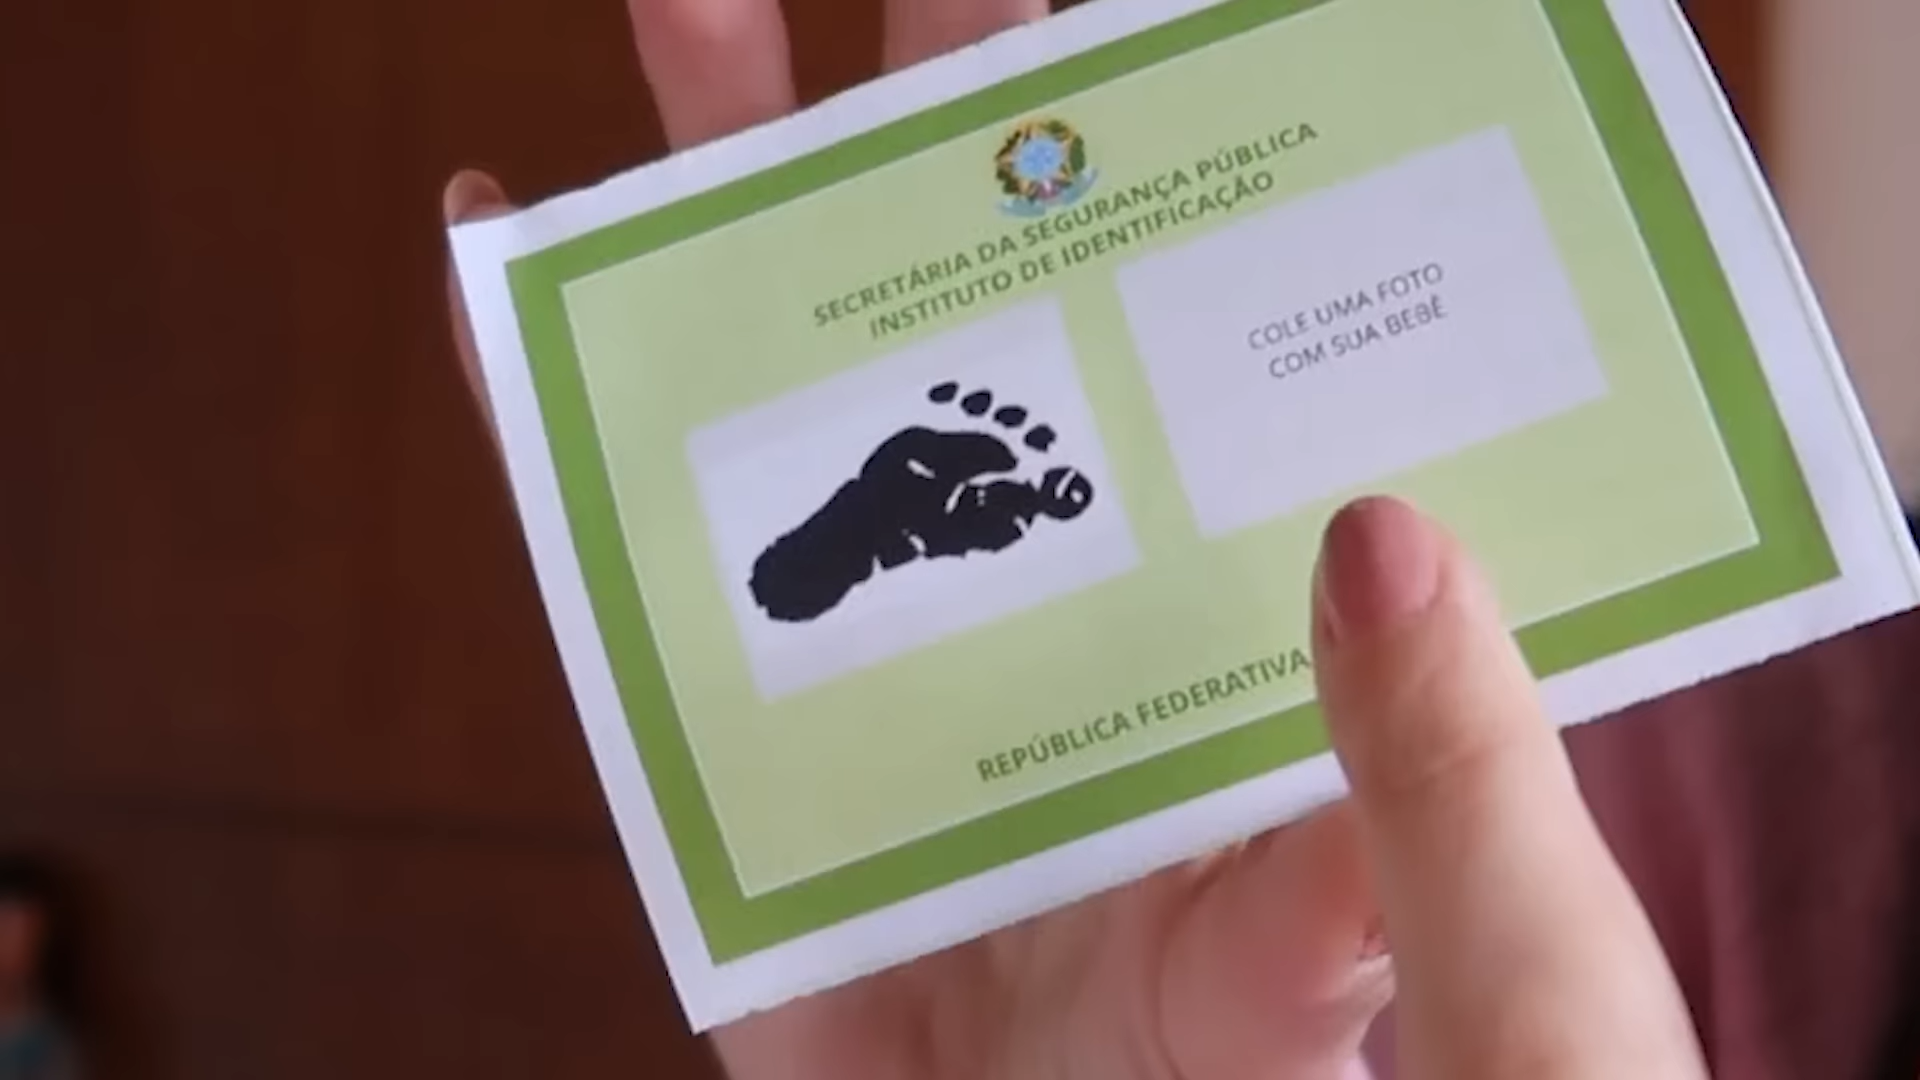 SECRETÁRIA DA SEGURANÇA PÚBLICA
INSTITUTO DE IDENTIFICAÇÃO
COLE UMA FOTO
COM SUA BEBÊ
REPÚBLICA FEDERATIVA